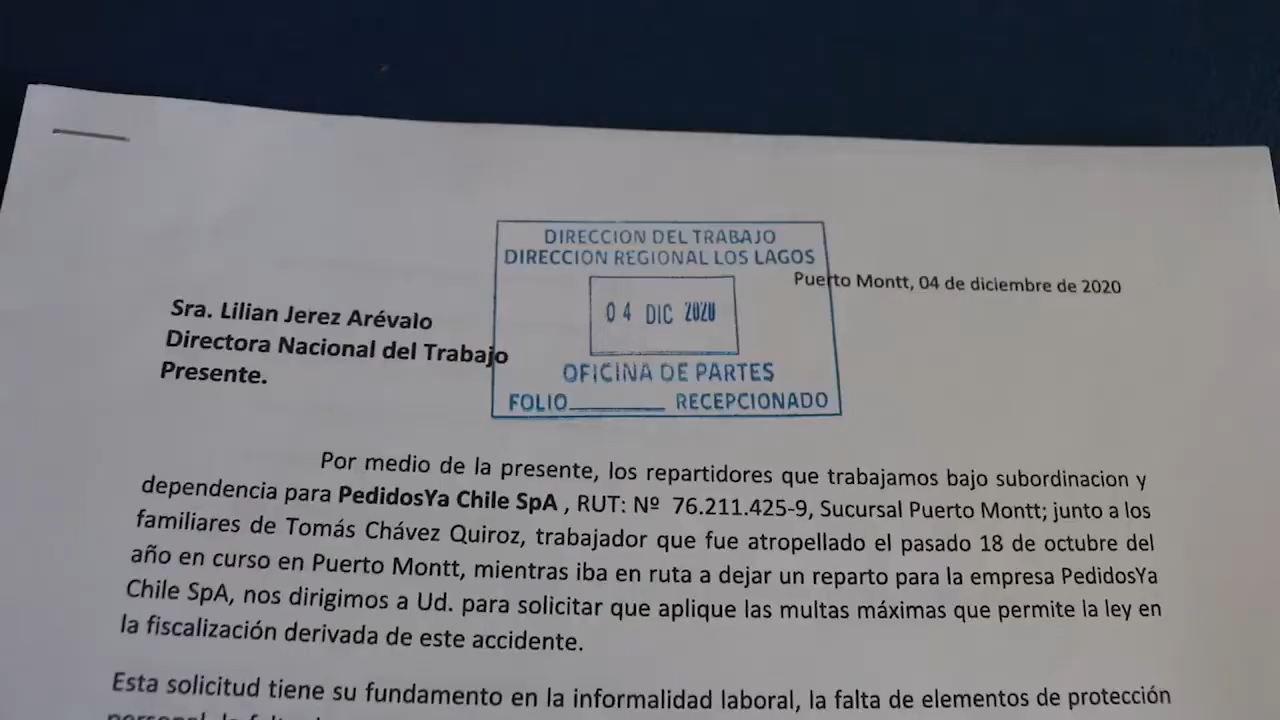 DIRECCION DEL TRABAJO
DIRECCION REGIONAL LOS LAGOS
04 DIC 2020
OFICINA DE PARTES
FOLIO________ RECEPCIONADO
Puerto Montt, 04 de diciembre de 2020
Sra. Lilian Jerez Arévalo
Directora Nacional del Trabajo
Presente.
Por medio de la presente, los repartidores que trabajamos bajo subordinacion y
dependencia para PedidosYa Chile SpA , RUT: Nº 76.211.425-9, Sucursal Puerto Montt; junto a los
familiares de Tomás Chávez Quiroz, trabajador que fue atropellado el pasado 18 de octubre del
año en curso en Puerto Montt, mientras iba en ruta a dejar un reparto para la empresa PedidosYa
Chile SpA, nos dirigimos a Ud. para solicitar que aplique las multas máximas que permite la ley en
la fiscalización derivada de este accidente.
Esta solicitud tiene su fundamento en la informalidad laboral, la falta de elementos de protección